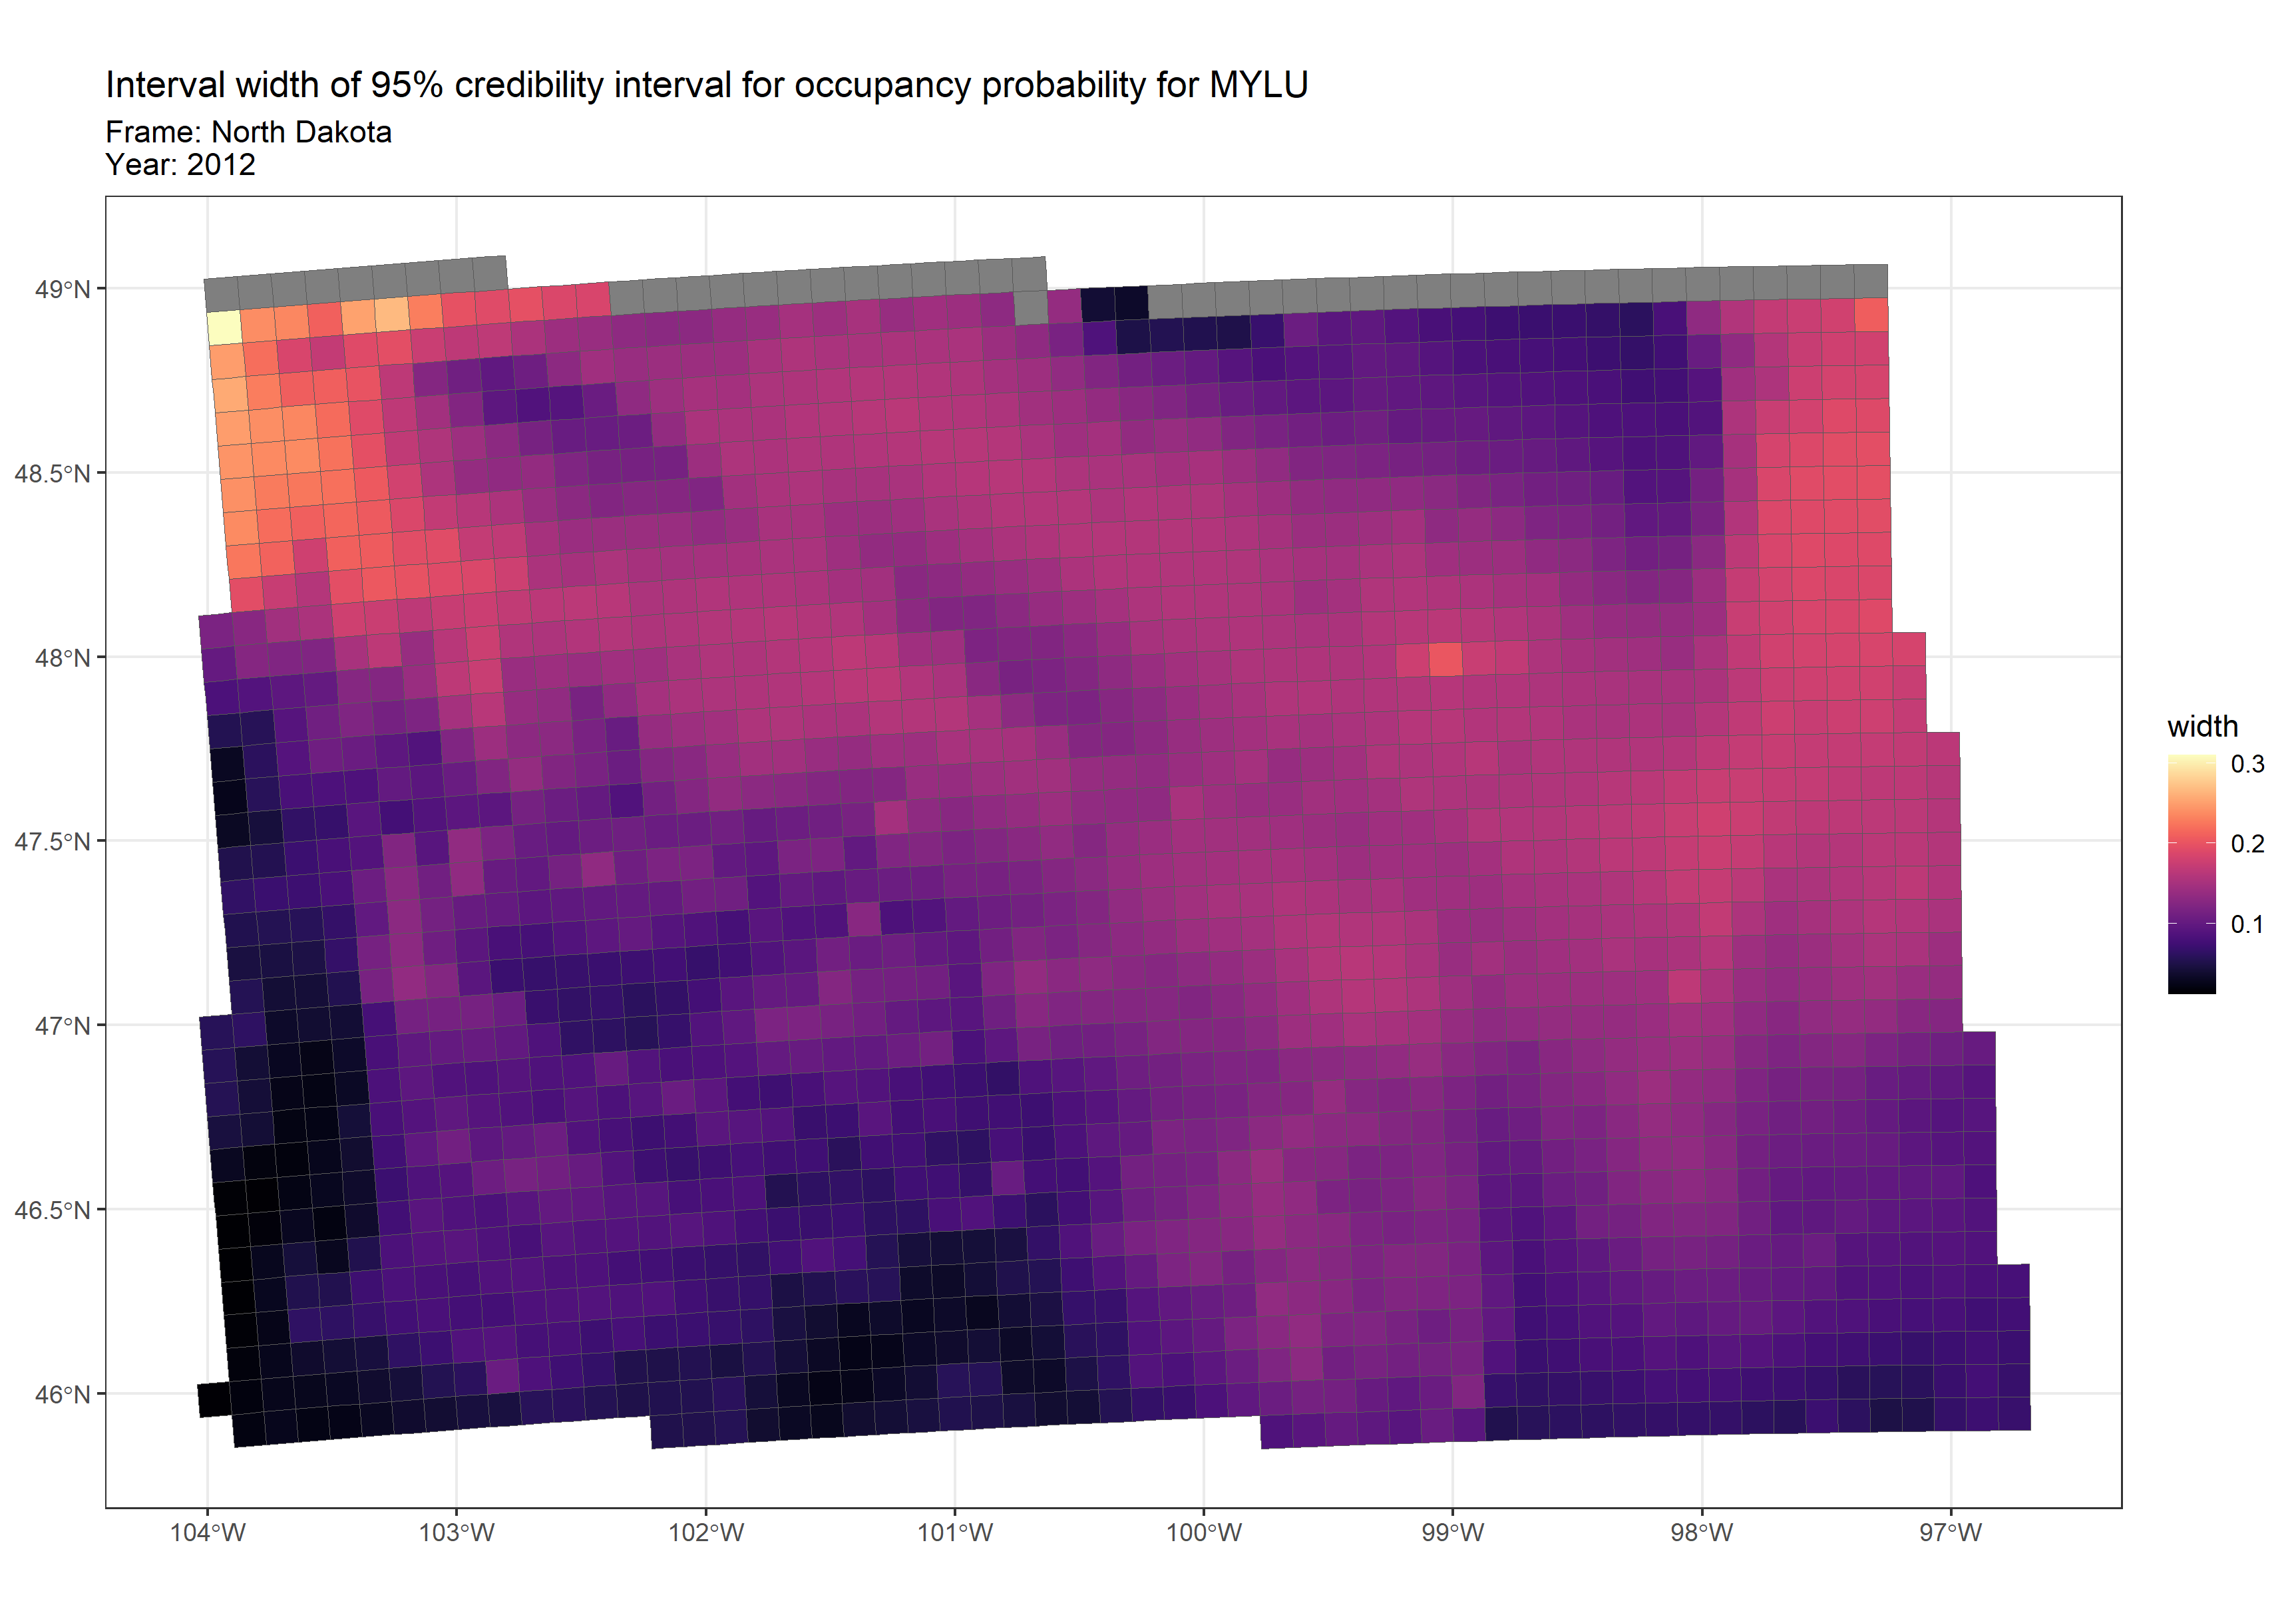 Interval width of 95% credibility interval for occupancy probability for MYLU
Frame: North Dakota
Year: 2012
49°N
48.5°N
48°N
47.5°N
47°N
46.5°N
46°N
104°W
103°W
102°W
101°W
100°W
99°W
98°W
97°W
width
0.3
0.2
0.1